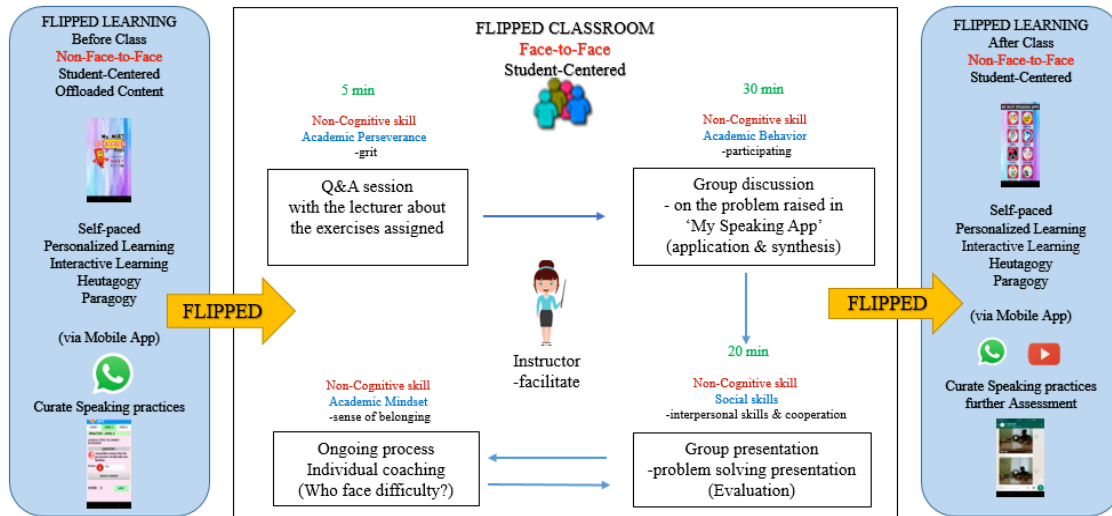 FLIPPED LEARNING
Before Class
Non-Face-to-Face
Student-Centered
Offloaded Content
Self-paced
Personalized Learning
Interactive Learning
Heutagogy
Paragogy
(via Mobile App)
Curate Speaking practices
FLIPPED
FLIPPED CLASSROOM
Face-to-Face
Student-Centered
5 min
Non-Cognitive skill
Academic Perseverance
-grit
Q&A session
with the lecturer about
the exercises assigned
30 min
Non-Cognitive skill
Academic Behavior
-participating
Group discussion
- on the problem raised in
‘My Speaking App’
(application & synthesis)
Instructor
-facilitate
20 min
Non-Cognitive skill
Social skills
-interpersonal skills & cooperation
Group presentation
-problem solving presentation
(Evaluation)
Non-Cognitive skill
Academic Mindset
-sense of belonging
Ongoing process
Individual coaching
(Who face difficulty?)
FLIPPED
FLIPPED LEARNING
After Class
Non-Face-to-Face
Student-Centered
Self-paced
Personalized Learning
Interactive Learning
Heutagogy
Paragogy
(via Mobile App)
Curate Speaking practices
further Assessment